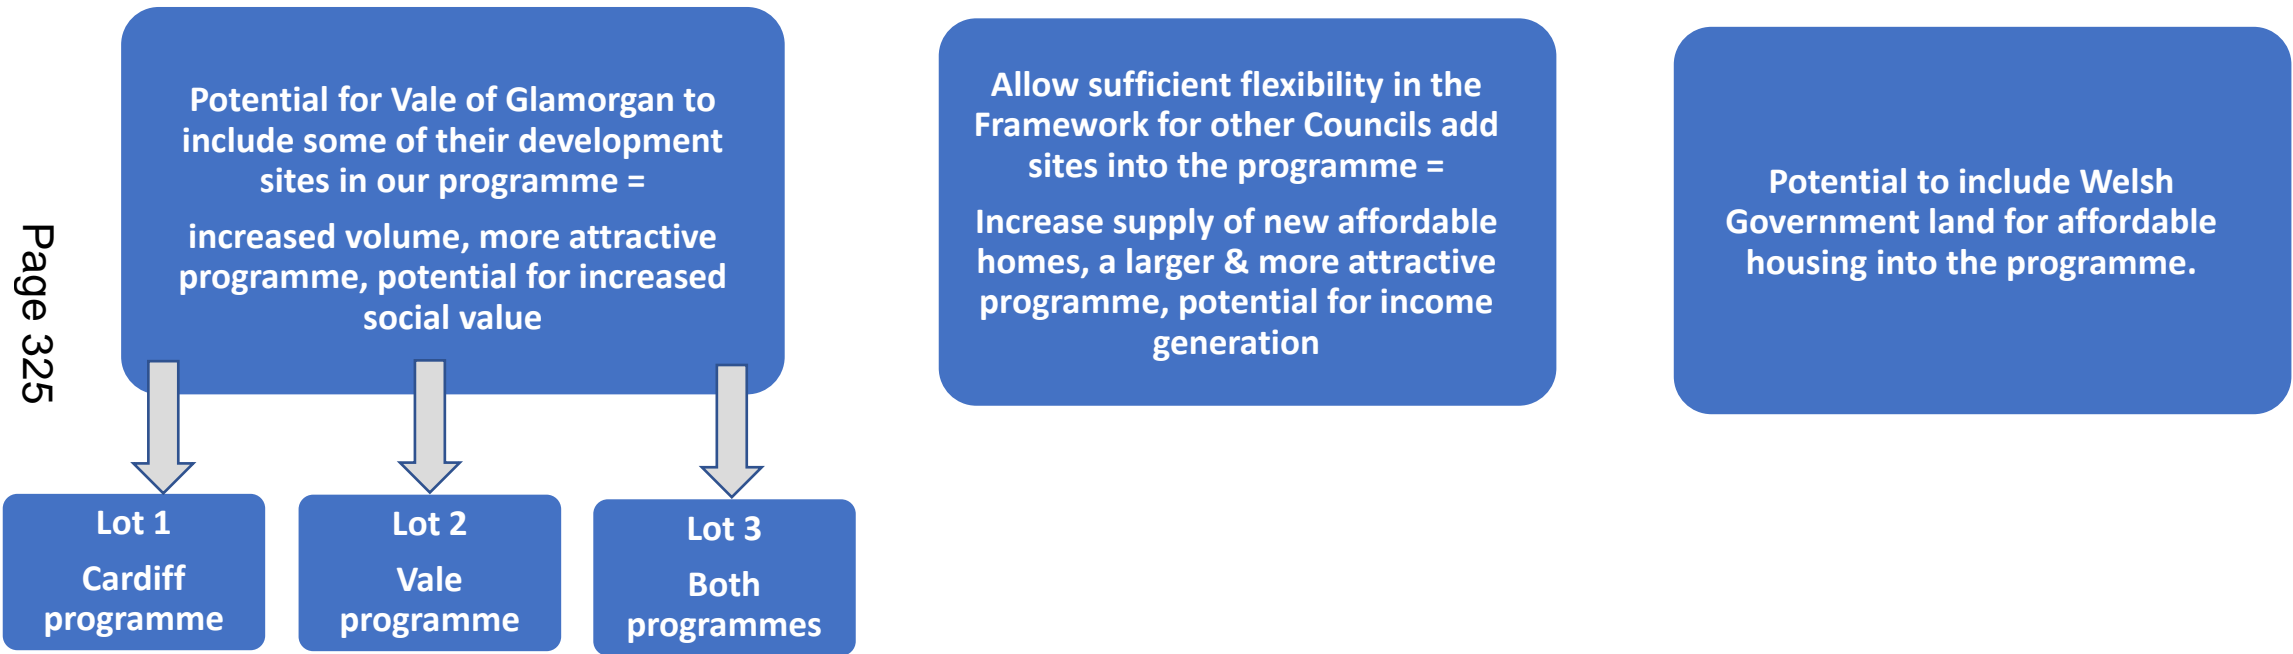 Potential for Vale of Glamorgan to
include some of their development
sites in our programme =
increased volume, more attractive
programme, potential for increased
social value
Allow sufficient flexibility in the
Framework for other Councils add
sites into the programme =
Increase supply of new affordable
homes, a larger & more attractive
programme, potential for income
generation
Potential to include Welsh
Government land for affordable
housing into the programme.
Page 325
Lot 1
Cardiff
programme
Lot 2
Vale
programme
Lot 3
Both
programmes